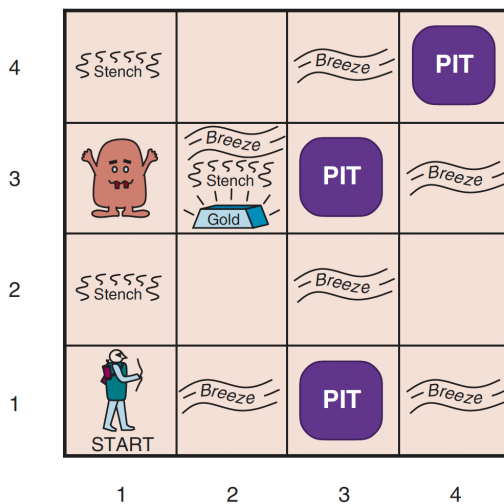 4 Stench Breeze PIT
Breeze
3 Stench PIT Breeze
Gold
2 Stench Breeze
1 Breeze PIT Breeze
START
1 2 3 4